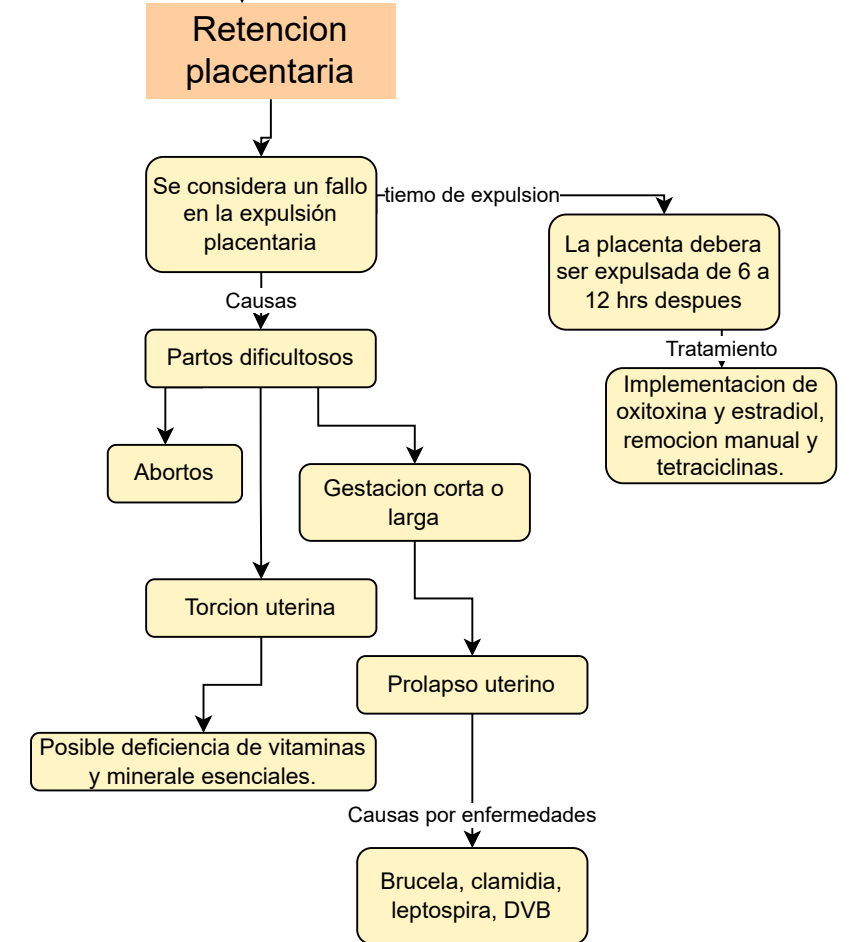 Retencion
placentaria
Se considera un fallo
en la expulsión
placentaria
tiemo de expulsion
La placenta debera
ser expulsada de 6 a
12 hrs despues
Causas
Tratamiento
Partos dificultosos
Implementacion de
oxitoxina y estradiol,
remocion manual y
tetraciclinas.
Abortos
Gestacion corta o
larga
Torcion uterina
Prolapso uterino
Posible deficiencia de vitaminas
y minerale esenciales.
Causas por enfermedades
Brucela, clamidia,
leptospira, DVB